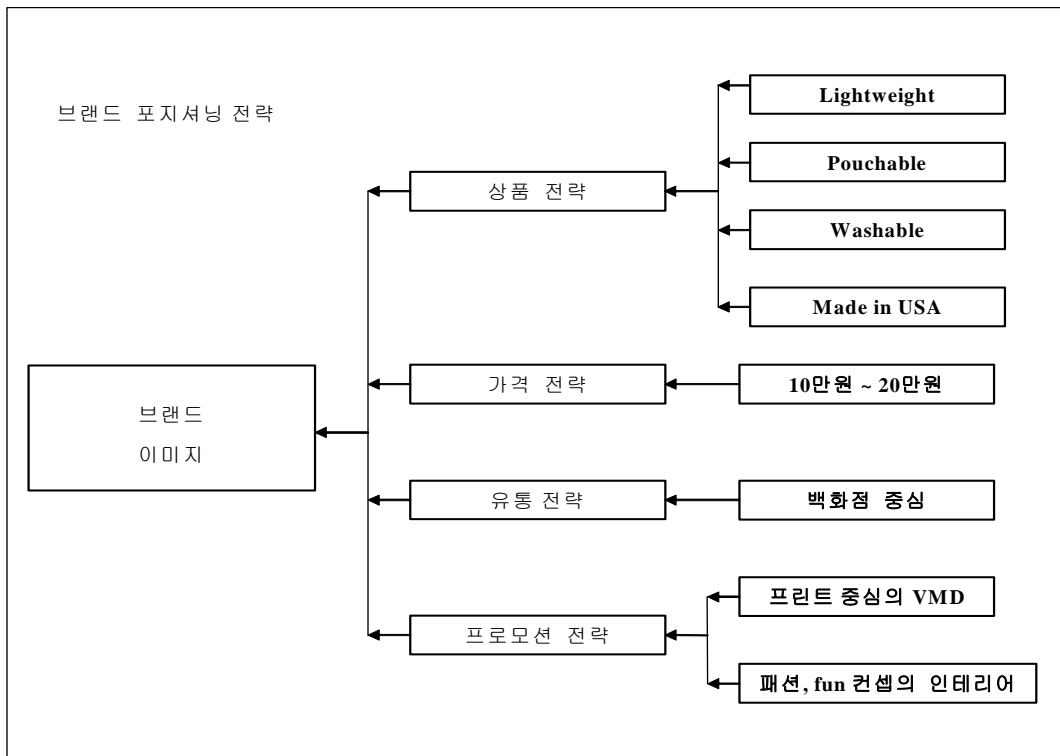 브랜드 포지셔닝 전략
Lightweight
Pouchable
상품 전략
Washable
Made in USA
가격 전략
10만원 ~ 20만원
브랜드
이미지
유통 전략
백화점 중심
프린트 중심의 VMD
프로모션 전략
패션, fun 컨셉의 인테리어